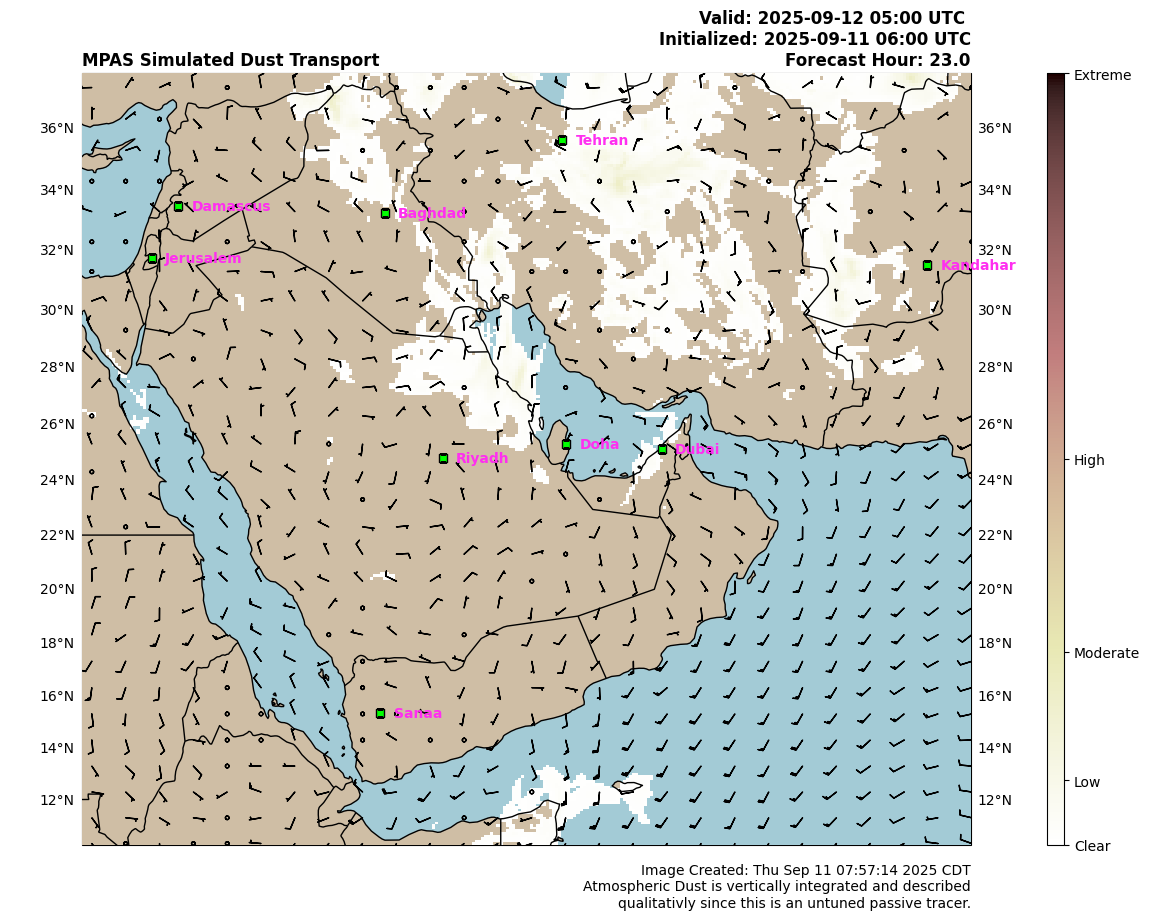 Valid: 2025-09-12 05:00 UTC
Initialized: 2025-09-11 06:00 UTC
MPAS Simulated Dust Transport Forecast Hour: 23.0
Extreme
36°N Tehran 36°N
34°N Damascus Baghdad 34°N
32°N Jerusalem Kandahar 32°N
30°N 30°N
28°N 28°N
26°N 26°N
Riyadh Doha Dubai High
24°N 24°N
22°N 22°N
20°N 20°N
18°N 18°N
Moderate
16°N Sanaa 16°N
14°N 14°N
12°N 12°N
Low
Clear
Image Created: Thu Sep 11 07:57:14 2025 CDT
Atmospheric Dust is vertically integrated and described
qualitativly since this is an untuned passive tracer.